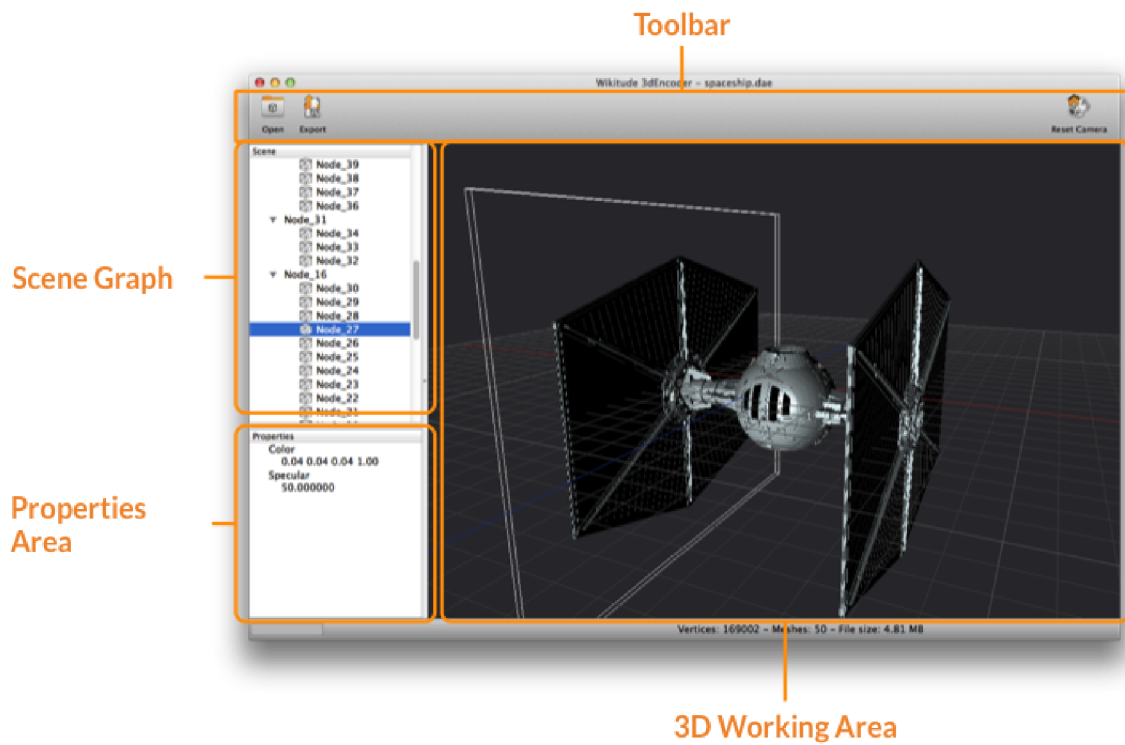 Toolbar
Wikitude 3dEncoder – spaceship.dae
Open Export Reset Camera
Scene
Node_39
Node_38
Node_37
Node_36
Node_31
Node_34
Node_33
Node_32
Node_16
Node_30
Node_29
Node_28
Node_27
Node_26
Node_25
Node_24
Node_23
Node_22
Node_21
Scene Graph
Properties
Color
0.04 0.04 0.04 1.00
Specular
50.000000
Properties
Area
Vertices: 169002 – Meshes: 50 – File size: 4.81 MB
3D Working Area